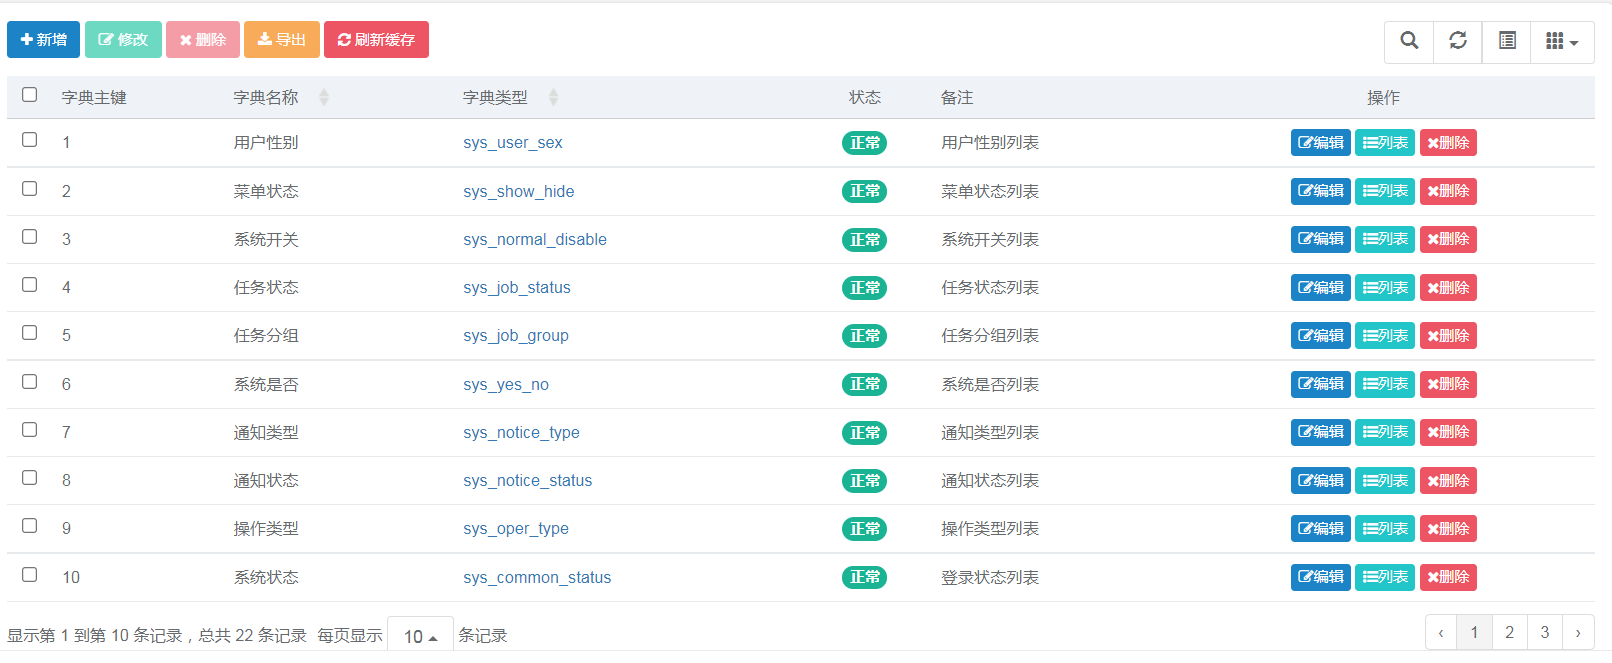 新增 修改 删除 导出 刷新缓存
字典主键 字典名称 字典类型 状态 备注 操作
1 用户性别 sys_user_sex 正常 用户性别列表 编辑 列表 删除
2 菜单状态 sys_show_hide 正常 菜单状态列表 编辑 列表 删除
3 系统开关 sys_normal_disable 正常 系统开关列表 编辑 列表 删除
4 任务状态 sys_job_status 正常 任务状态列表 编辑 列表 删除
5 任务分组 sys_job_group 正常 任务分组列表 编辑 列表 删除
6 系统是否 sys_yes_no 正常 系统是否列表 编辑 列表 删除
7 通知类型 sys_notice_type 正常 通知类型列表 编辑 列表 删除
8 通知状态 sys_notice_status 正常 通知状态列表 编辑 列表 删除
9 操作类型 sys_oper_type 正常 操作类型列表 编辑 列表 删除
10 系统状态 sys_common_status 正常 登录状态列表 编辑 列表 删除
显示第 1 到第 10 条记录，总共 22 条记录 每页显示 10 条记录 ‹ 1 2 3 ›